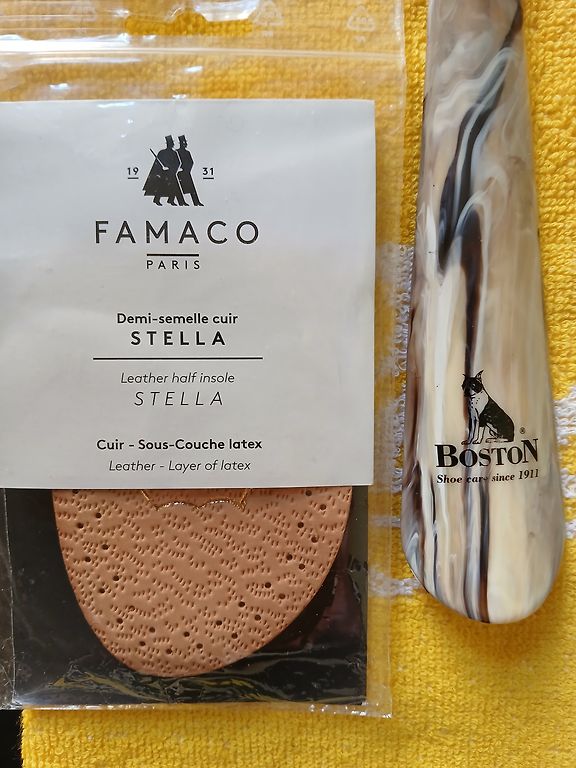 19 31
FAMACO
PARIS
Demi-semelle cuir
STELLA
Leather half insole
STELLA
Cuir - Sous-Couche latex
Leather - Layer of latex
BOSTON®
Shoe care since 1911